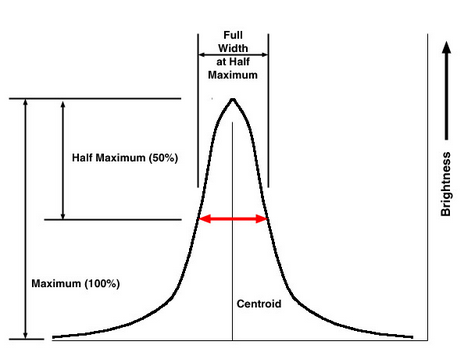 Full
Width
at Half
Maximum
Half Maximum (50%)
Brightness
Maximum (100%)
Centroid